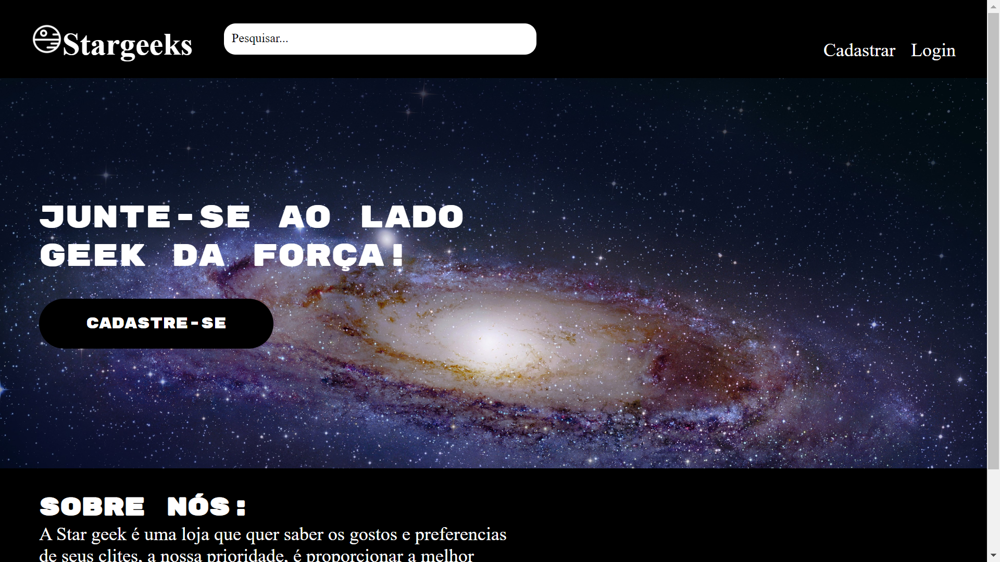 Stargeeks
Pesquisar...
Cadastrar
Login
JUNTE-SE AO LADO
GEEK DA FORÇA!
CADASTRE-SE
SOBRE NÓS:
A Star geek é uma loja que quer saber os gostos e preferencias
de seus clites, a nossa prioridade, é proporcionar a melhor